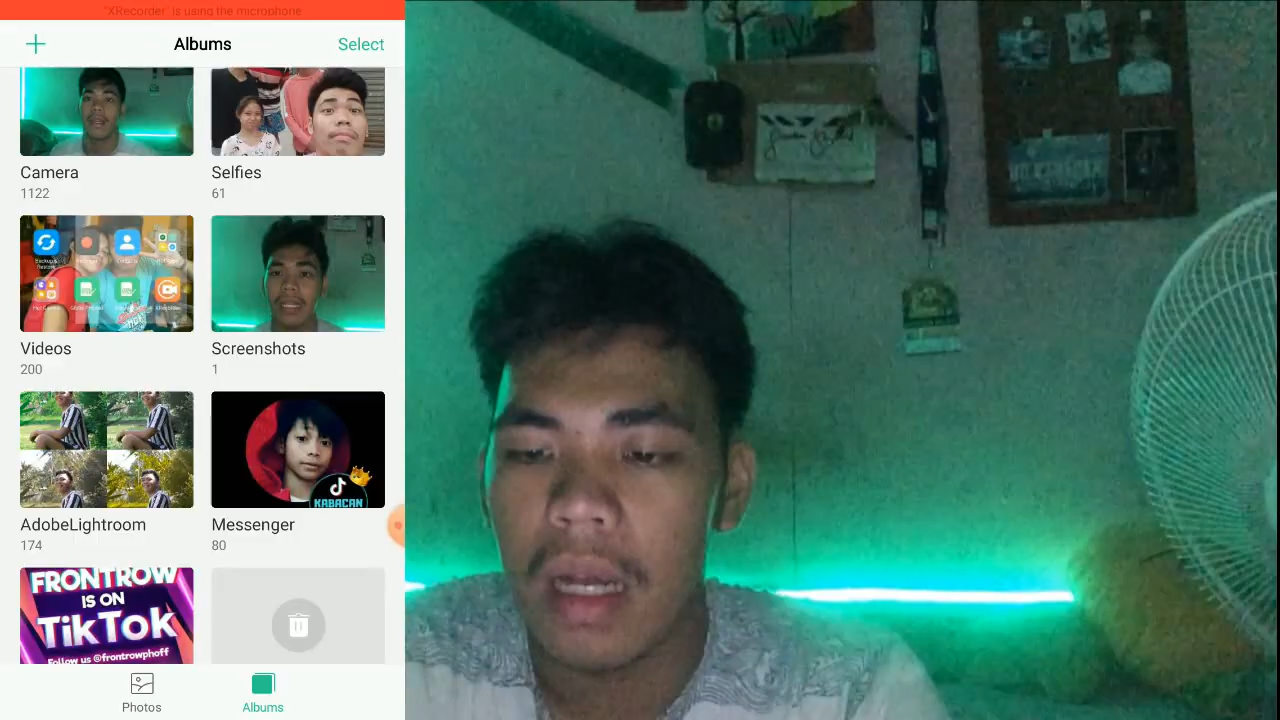 "XRecorder" is using the microphone
Albums
Select
Camera
1122
Selfies
61
Videos
200
Screenshots
1
AdobeLightroom
174
Messenger
80
KABACAN
FRONTROW
IS ON
TikTok
Follow us @frontrowphoff
Photos
Albums